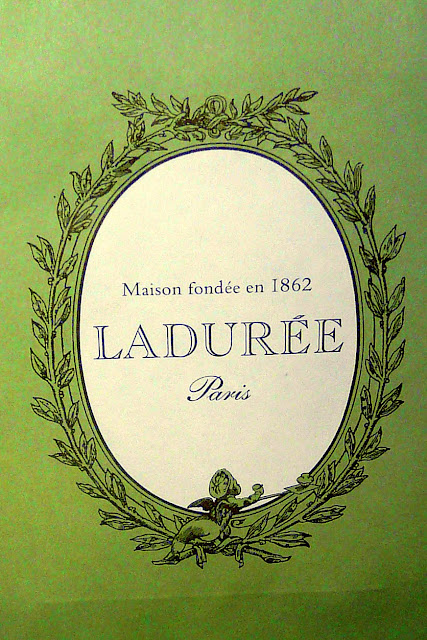 Maison fondée en 1862
LADURÉE
Paris